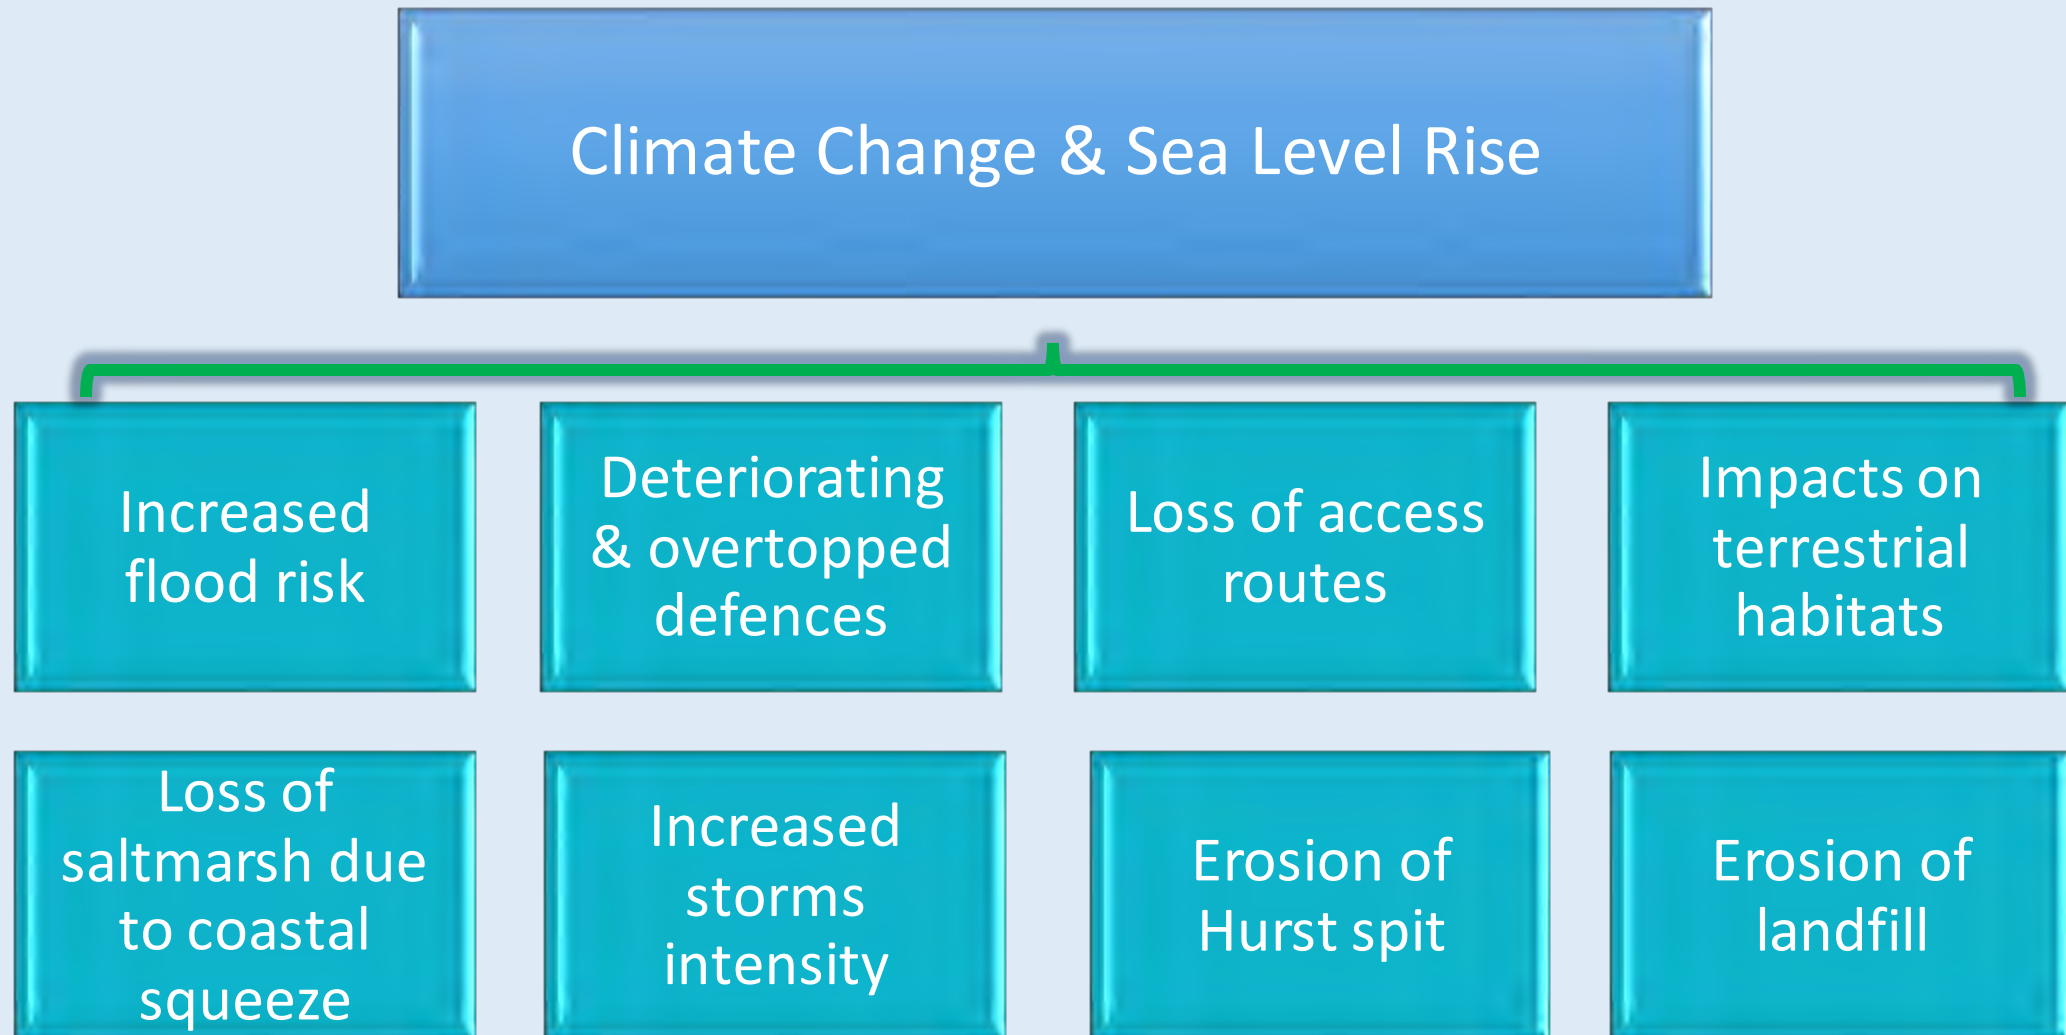 Climate Change & Sea Level Rise
Increased
flood risk
Deteriorating
& overtopped
defences
Loss of access
routes
Impacts on
terrestrial
habitats
Loss of
saltmarsh due
to coastal
squeeze
Increased
storms
intensity
Erosion of
Hurst spit
Erosion of
landfill